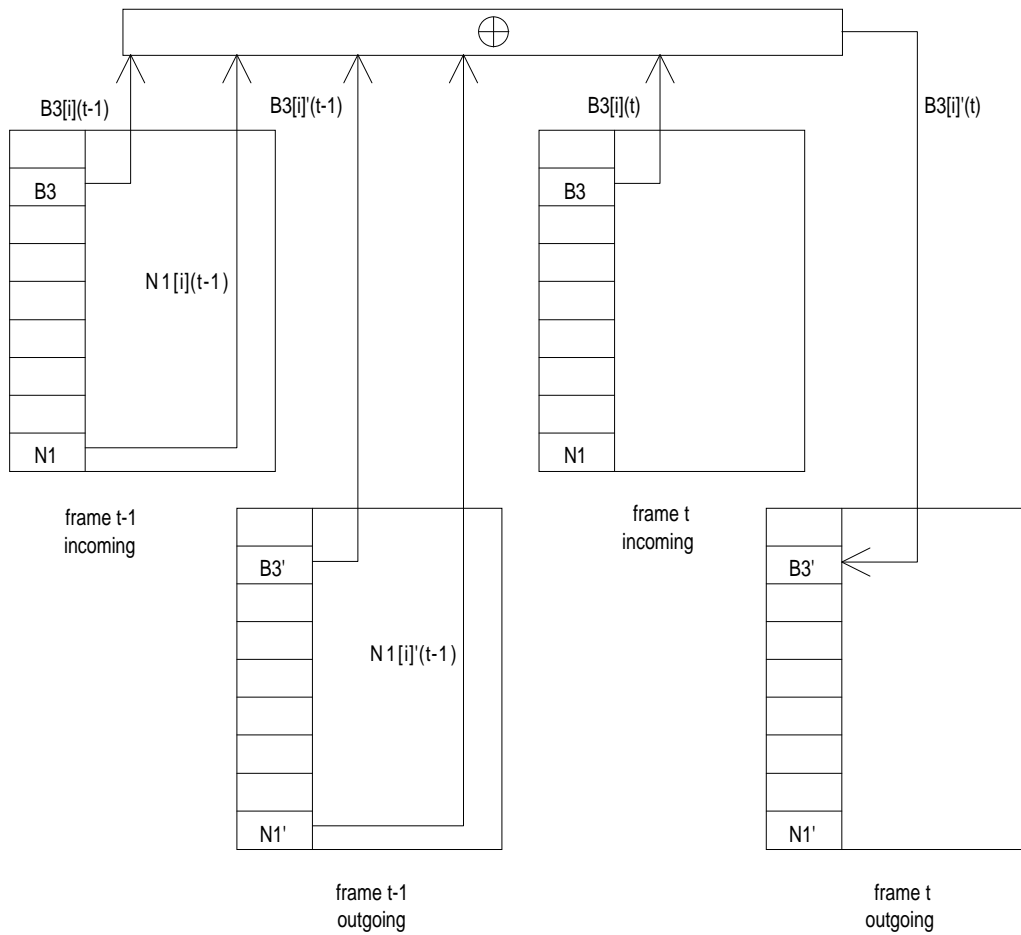 B3[i](t-1)
B3[i]'(t-1)
B3[i](t)
B3[i]'(t)
B3
N1[i](t-1)
N1
frame t-1
incoming
B3
N1
frame t
incoming
B3'
N1[i]'(t-1)
N1'
frame t-1
outgoing
B3'
N1'
frame t
outgoing